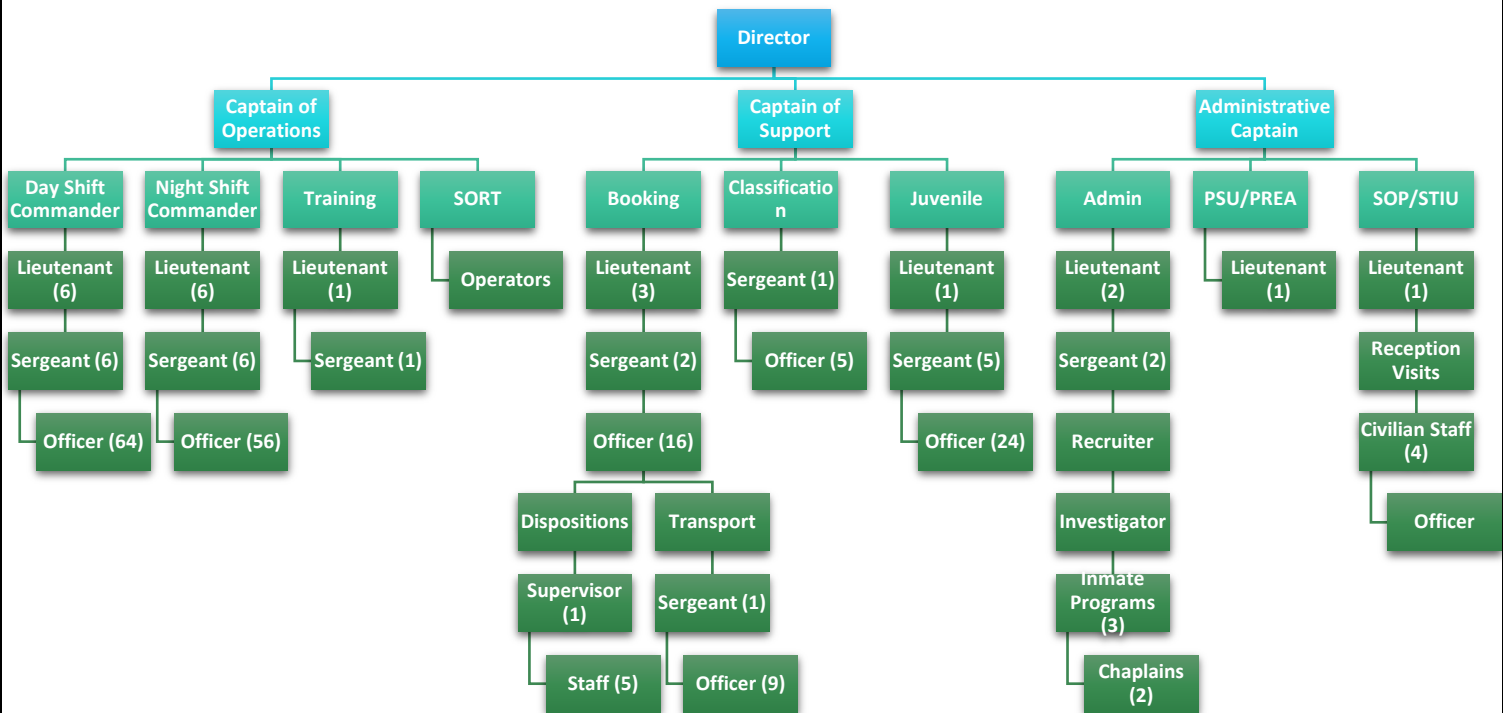 Director
Captain of
Operations
Captain of
Support
Administrative
Captain
Day Shift
Commander
Night Shift
Commander
Training
SORT
Booking
Classificatio
n
Juvenile
Admin
PSU/PREA
SOP/STIU
Lieutenant
(6)
Lieutenant
(6)
Lieutenant
(1)
Operators
Lieutenant
(3)
Sergeant (1)
Lieutenant
(1)
Lieutenant
(2)
Lieutenant
(1)
Lieutenant
(1)
Sergeant (6)
Sergeant (6)
Sergeant (1)
Sergeant (2)
Officer (5)
Sergeant (5)
Sergeant (2)
Reception
Visits
Officer (64)
Officer (56)
Officer (16)
Officer (24)
Recruiter
Civilian Staff
(4)
Dispositions
Transport
Investigator
Officer
Supervisor
(1)
Sergeant (1)
Inmate
Programs
(3)
Staff (5)
Officer (9)
Chaplains
(2)